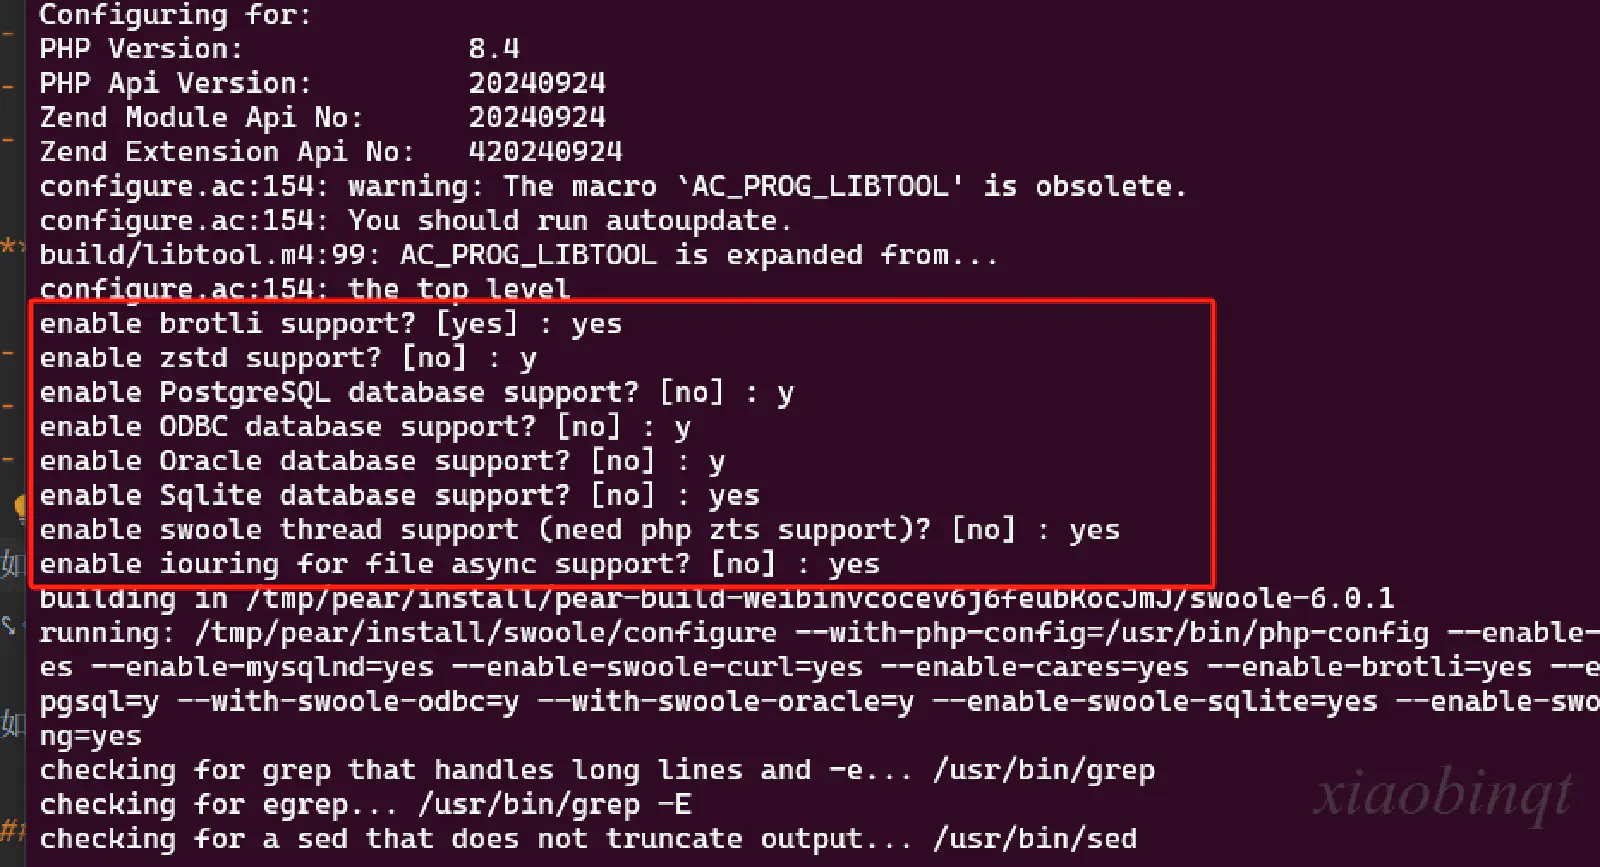 Configuring for:
PHP Version:         8.4
PHP Api Version:         20240924
Zend Module Api No:      20240924
Zend Extension Api No:   420240924
configure.ac:154: warning: The macro `AC_PROG_LIBTOOL' is obsolete.
configure.ac:154: You should run autoupdate.
build/libtool.m4:99: AC_PROG_LIBTOOL is expanded from...
configure.ac:154: the top level
enable brotli support? [yes] : yes
enable zstd support? [no] : y
enable PostgreSQL database support? [no] : y
enable ODBC database support? [no] : y
enable Oracle database support? [no] : y
enable Sqlite database support? [no] : yes
enable swoole thread support (need php zts support)? [no] : yes
enable iouring for file async support? [no] : yes
building in /tmp/pear/install/pear-build-weibinvcocev6j6feubRocJmJ/swoole-6.0.1
running: /tmp/pear/install/swoole/configure --with-php-config=/usr/bin/php-config --enable-
es --enable-mysqlnd=yes --enable-swoole-curl=yes --enable-cares=yes --enable-brotli=yes --e
pgsql=y --with-swoole-odbc=y --with-swoole-oracle=y --enable-swoole-sqlite=yes --enable-swo
ng=yes
checking for grep that handles long lines and -e... /usr/bin/grep
checking for egrep... /usr/bin/grep -E
checking for a sed that does not truncate output... /usr/bin/sed
xiaobinqt
如
如
##